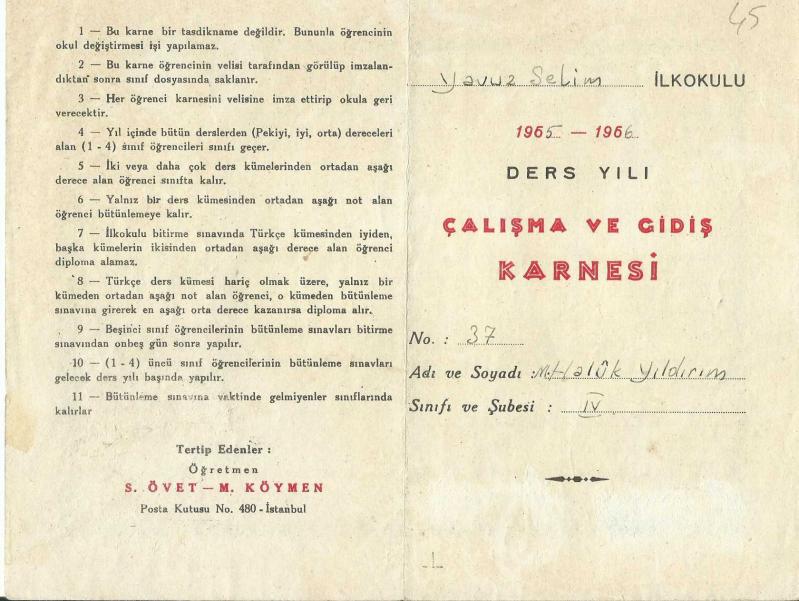 1 — Bu karne bir tasdikname değildir. Bununla öğrencinin
okul değiştirmesi işi yapılamaz.
2 — Bu karne öğrencinin velisi tarafından görülüp imzalan-
dıktan sonra sınıf dosyasında saklanır.
3 — Her öğrenci karnesini velisine imza ettirip okula geri
verecektir.
4 — Yıl içinde bütün derslerden (Pekiyi, iyi, orta) dereceleri
alan (1 - 4) sınıf öğrencileri sınıfı geçer.
5 — İki veya daha çok ders kümelerinden ortadan aşağı
derece alan öğrenci sınıfta kalır.
6 — Yalnız bir ders kümesinden ortadan aşağı not alan
öğrenci bütünlemeye kalır.
7 — İlkokulu bitirme sınavında Türkçe kümesinden iyiden,
başka kümelerin ikisinden ortadan aşağı derece alan öğrenci
diploma alamaz.
8 — Türkçe ders kümesi hariç olmak üzere, yalnız bir
kümeden ortadan aşağı not alan öğrenci, o kümeden bütünleme
sınavına girerek en aşağı orta derece kazanırsa diploma alır.
9 — Beşinci sınıf öğrencilerinin bütünleme sınavları bitirme
sınavından onbeş gün sonra yapılır.
10 — (1 - 4) üncü sınıf öğrencilerinin bütünleme sınavları
gelecek ders yılı başında yapılır.
11 — Bütünleme sınavına vaktinde gelmiyenler sınıflarında
kalırlar
Tertip Edenler :
Öğretmen
S. ÖVET — M. KÖYMEN
Posta Kutusu No. 480 - İstanbul
45
Yavuz Selim İLKOKULU
1965 — 1966
DERS YILI
ÇALIŞMA VE GİDİŞ
KARNESİ
No. : 37
Adı ve Soyadı : M. Halûk Yıldırım
Sınıfı ve Şubesi : IV
-1-